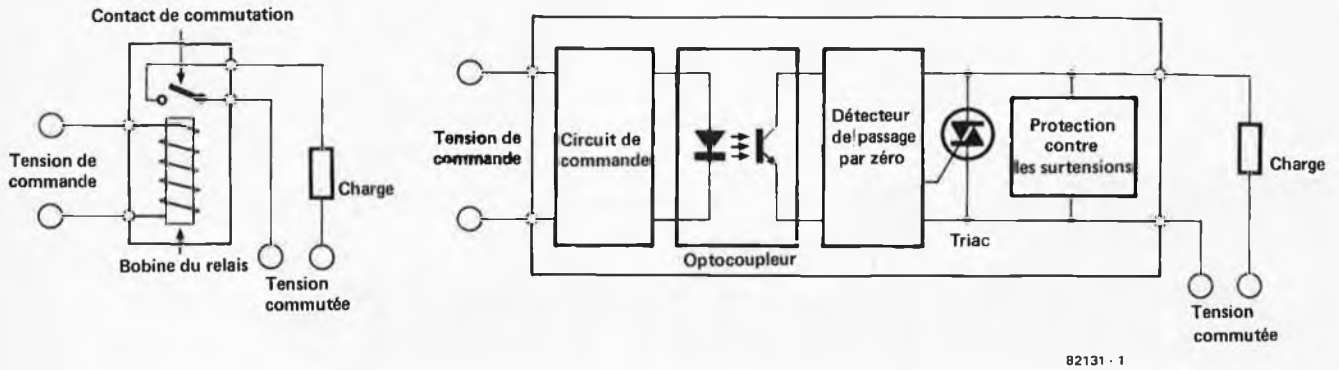 Contact de commutation
Tension de
commande
Charge
Bobine du relais
Tension
commutée
Tension de
commande
Circuit de
commande
Optocoupleur
Détecteur
de passage
par zéro
Triac
Protection
contre
les surtensions
Charge
Tension
commutée
82131 - 1